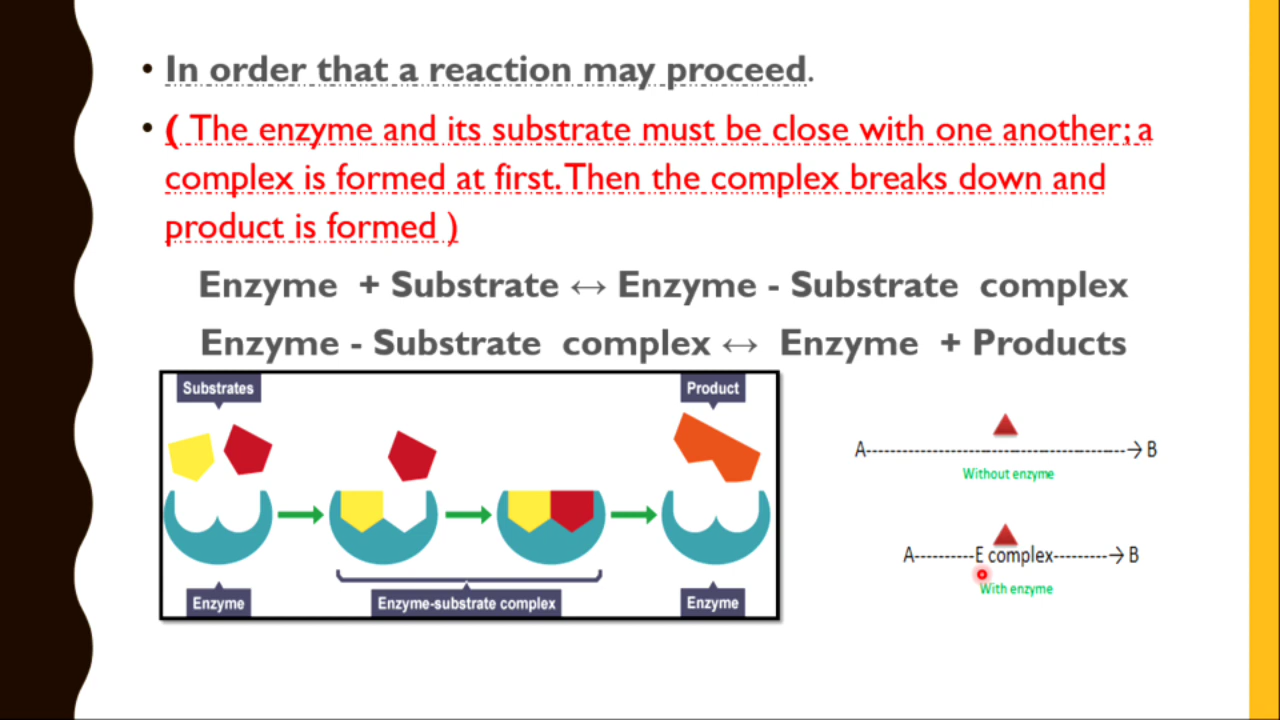 • In order that a reaction may proceed.
• ( The enzyme and its substrate must be close with one another; a
complex is formed at first. Then the complex breaks down and
product is formed )
Enzyme + Substrate ↔ Enzyme - Substrate complex
Enzyme - Substrate complex ↔ Enzyme + Products
Substrates
Product
Enzyme
Enzyme-substrate complex
Enzyme
A-----------------------------------------→ B
Without enzyme
A----------E complex---------→ B
With enzyme